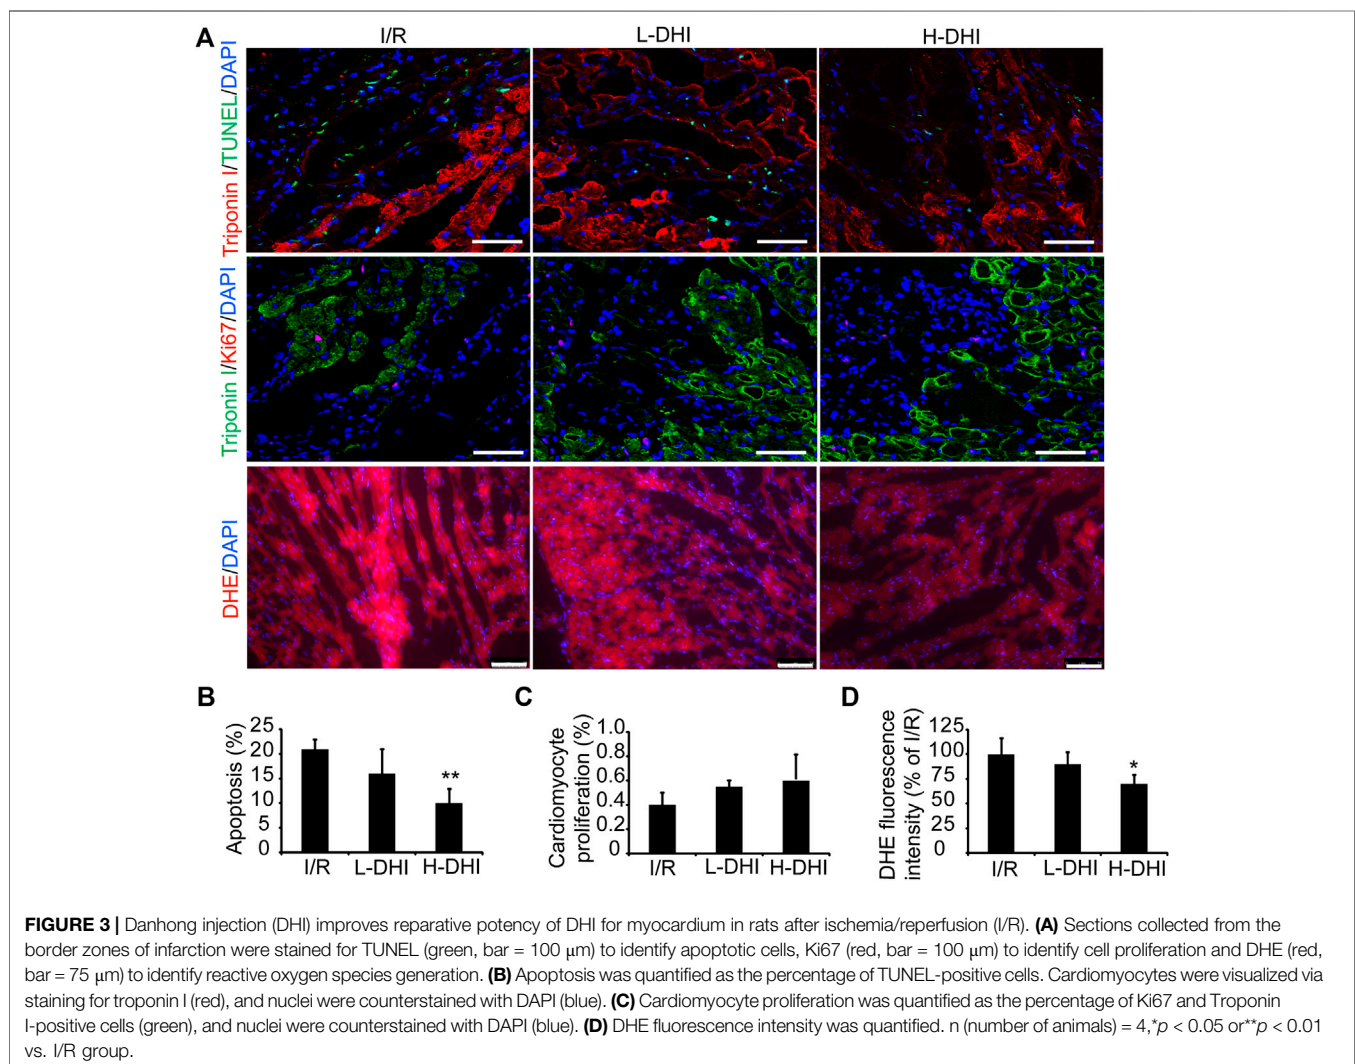 A
I/R
L-DHI
H-DHI
Triponin I/TUNEL/DAPI
Triponin I/Ki67/DAPI
DHE/DAPI
B
Apoptosis (%)
25
20
15
10
5
0
I/R
L-DHI
H-DHI
**
C
Cardiomyocyte
proliferation (%)
1.0
0.8
0.6
0.4
0.2
0
I/R
L-DHI
H-DHI
D
DHE fluorescence
intensity (% of I/R)
125
100
75
50
25
0
I/R
L-DHI
H-DHI
*
FIGURE 3 | Danhong injection (DHI) improves reparative potency of DHI for myocardium in rats after ischemia/reperfusion (I/R). (A) Sections collected from the
border zones of infarction were stained for TUNEL (green, bar = 100 μm) to identify apoptotic cells, Ki67 (red, bar = 100 μm) to identify cell proliferation and DHE (red,
bar = 75 μm) to identify reactive oxygen species generation. (B) Apoptosis was quantified as the percentage of TUNEL-positive cells. Cardiomyocytes were visualized via
staining for troponin I (red), and nuclei were counterstained with DAPI (blue). (C) Cardiomyocyte proliferation was quantified as the percentage of Ki67 and Troponin
I-positive cells (green), and nuclei were counterstained with DAPI (blue). (D) DHE fluorescence intensity was quantified. n (number of animals) = 4,*p < 0.05 or**p < 0.01
vs. I/R group.